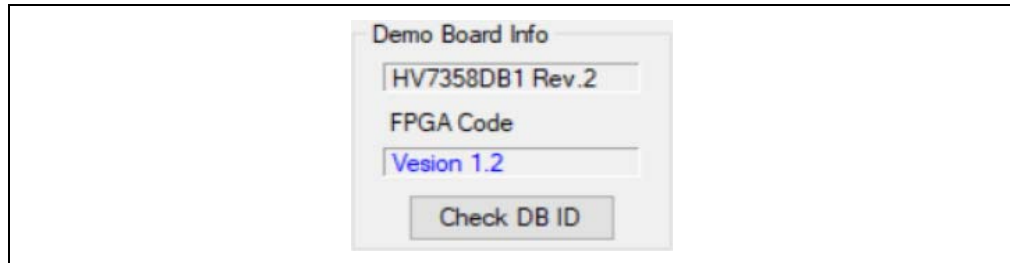 Demo Board Info
HV7358DB1 Rev.2
FPGA Code
Vesion 1.2
Check DB ID